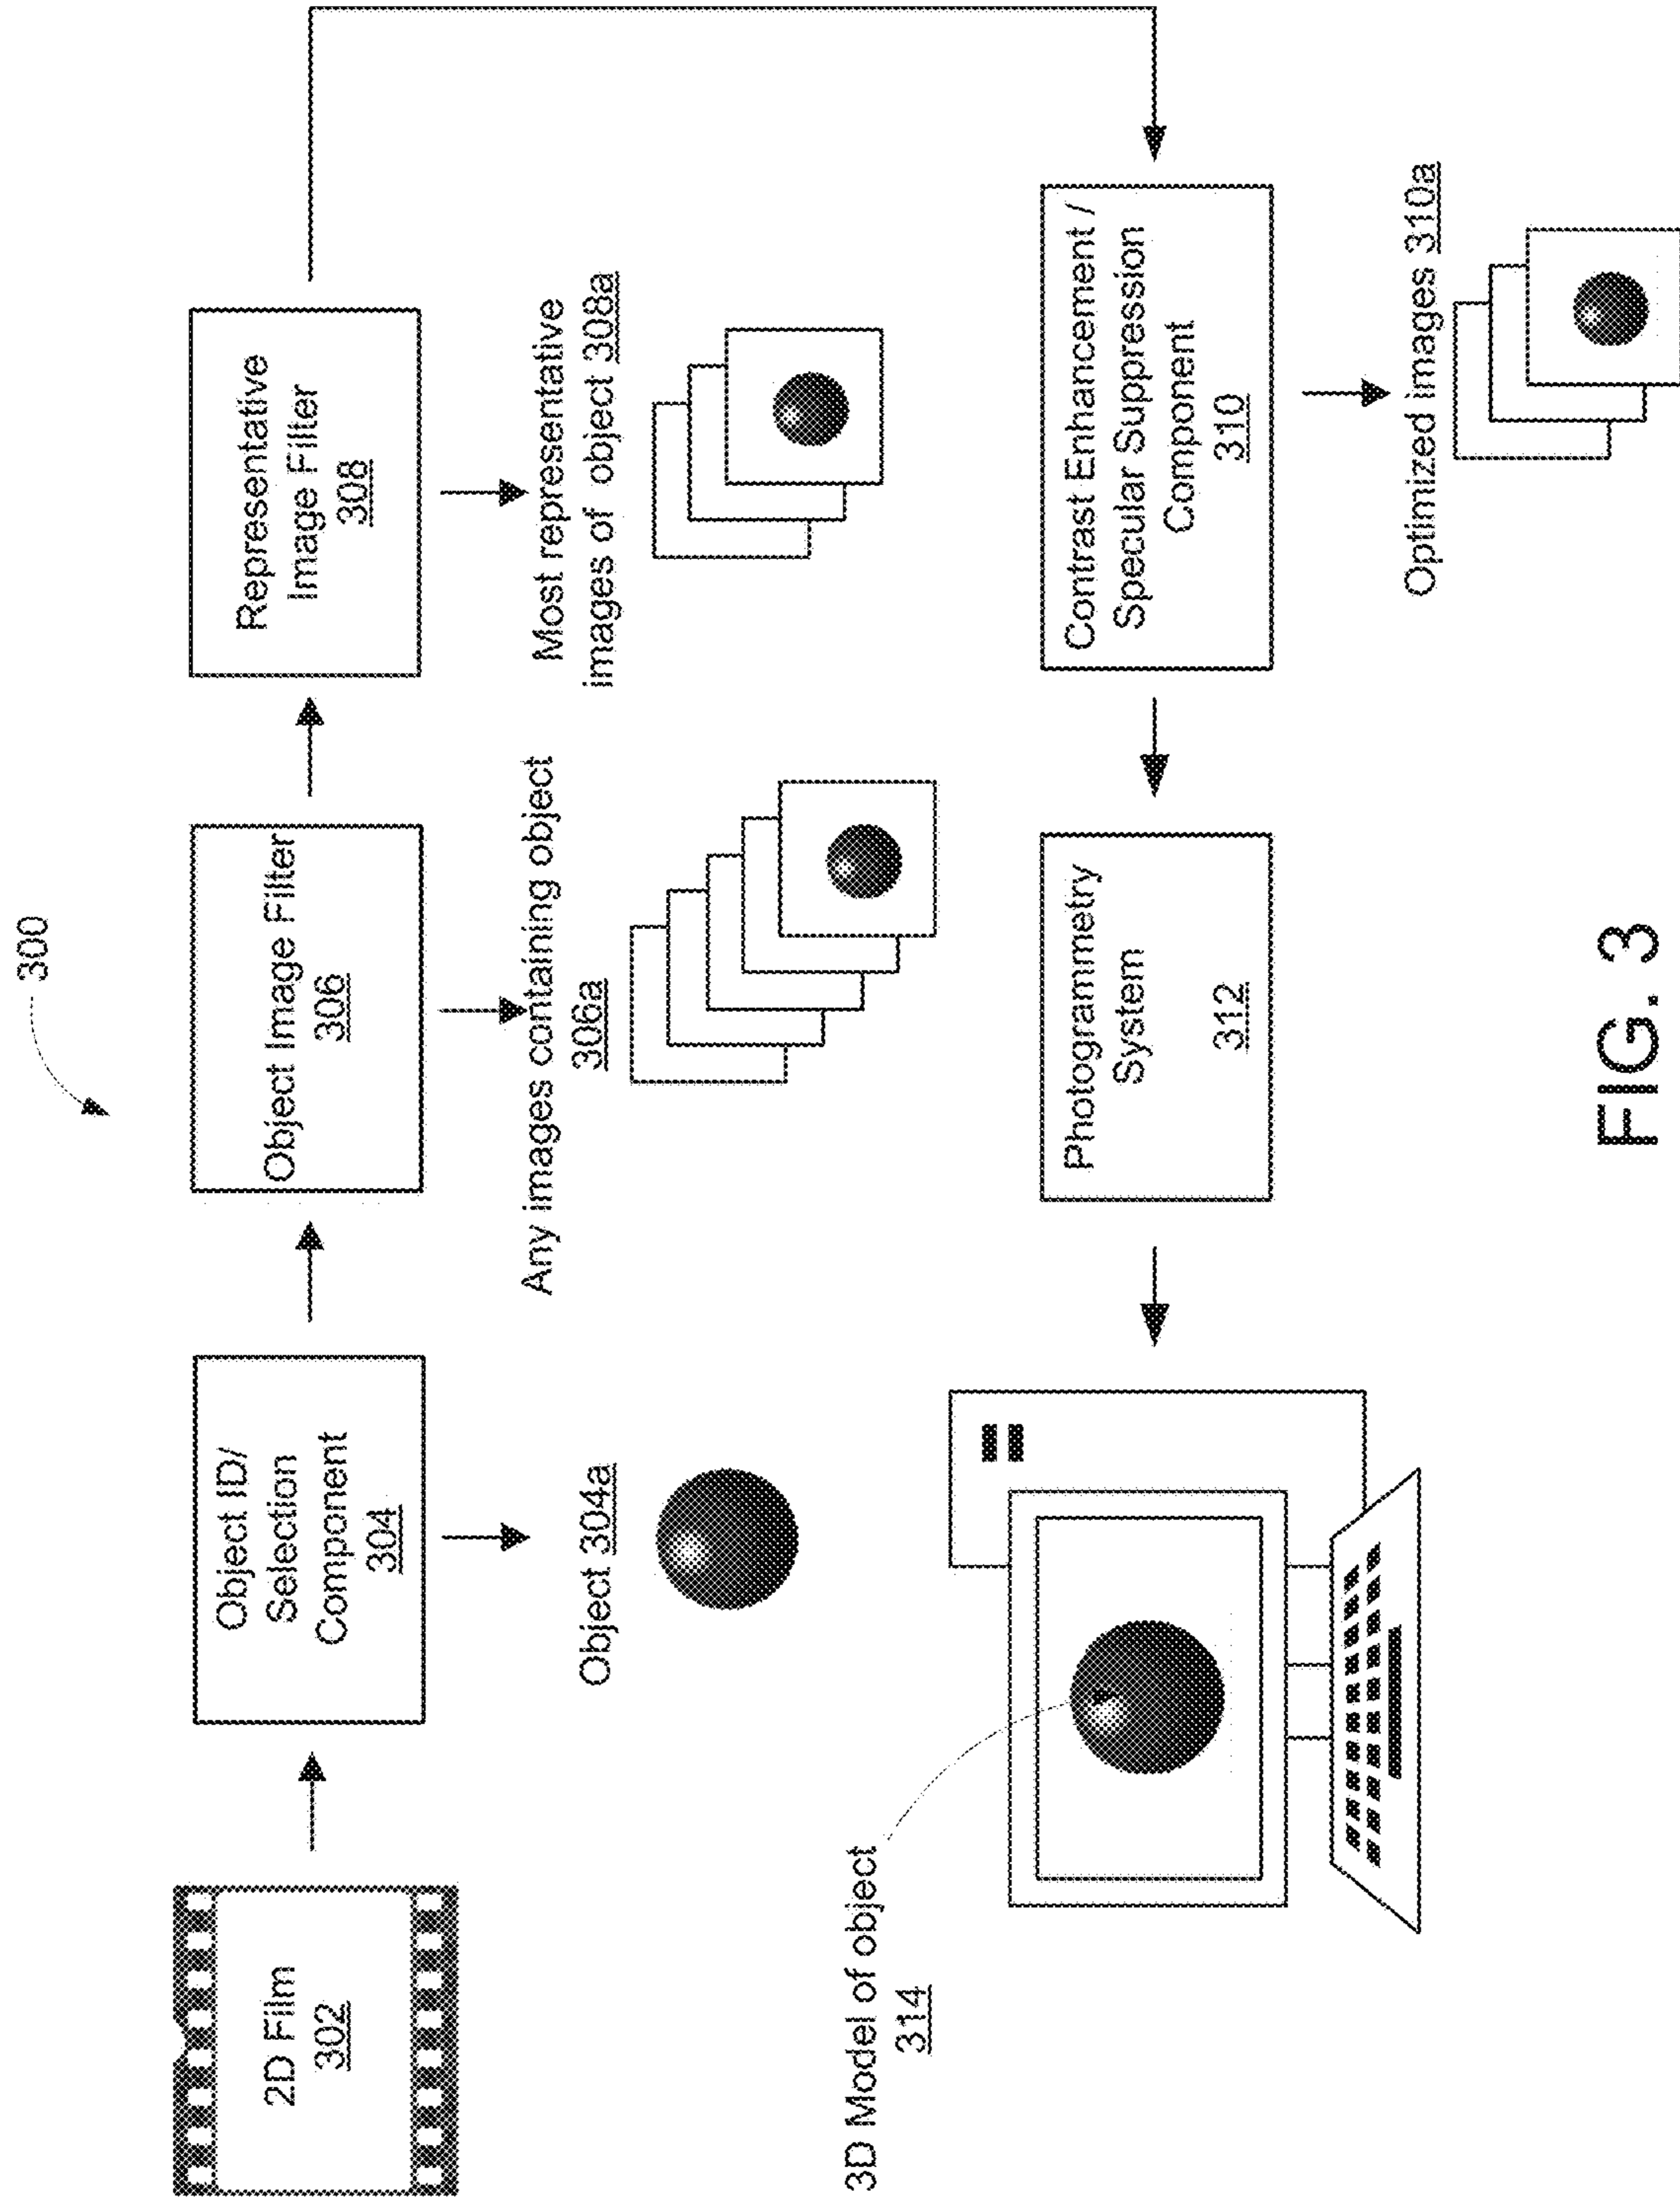 300
2D Film
302
Object ID/
Selection
Component
304
Object Image Filter
306
Representative
Image Filter
308
Object 304a
Any images containing object
306a
Most representative
images of object 308a
3D Model of object
314
Photogrammetry
System
312
Contrast Enhancement /
Specular Suppression
Component
310
Optimized images 310a
FIG. 3